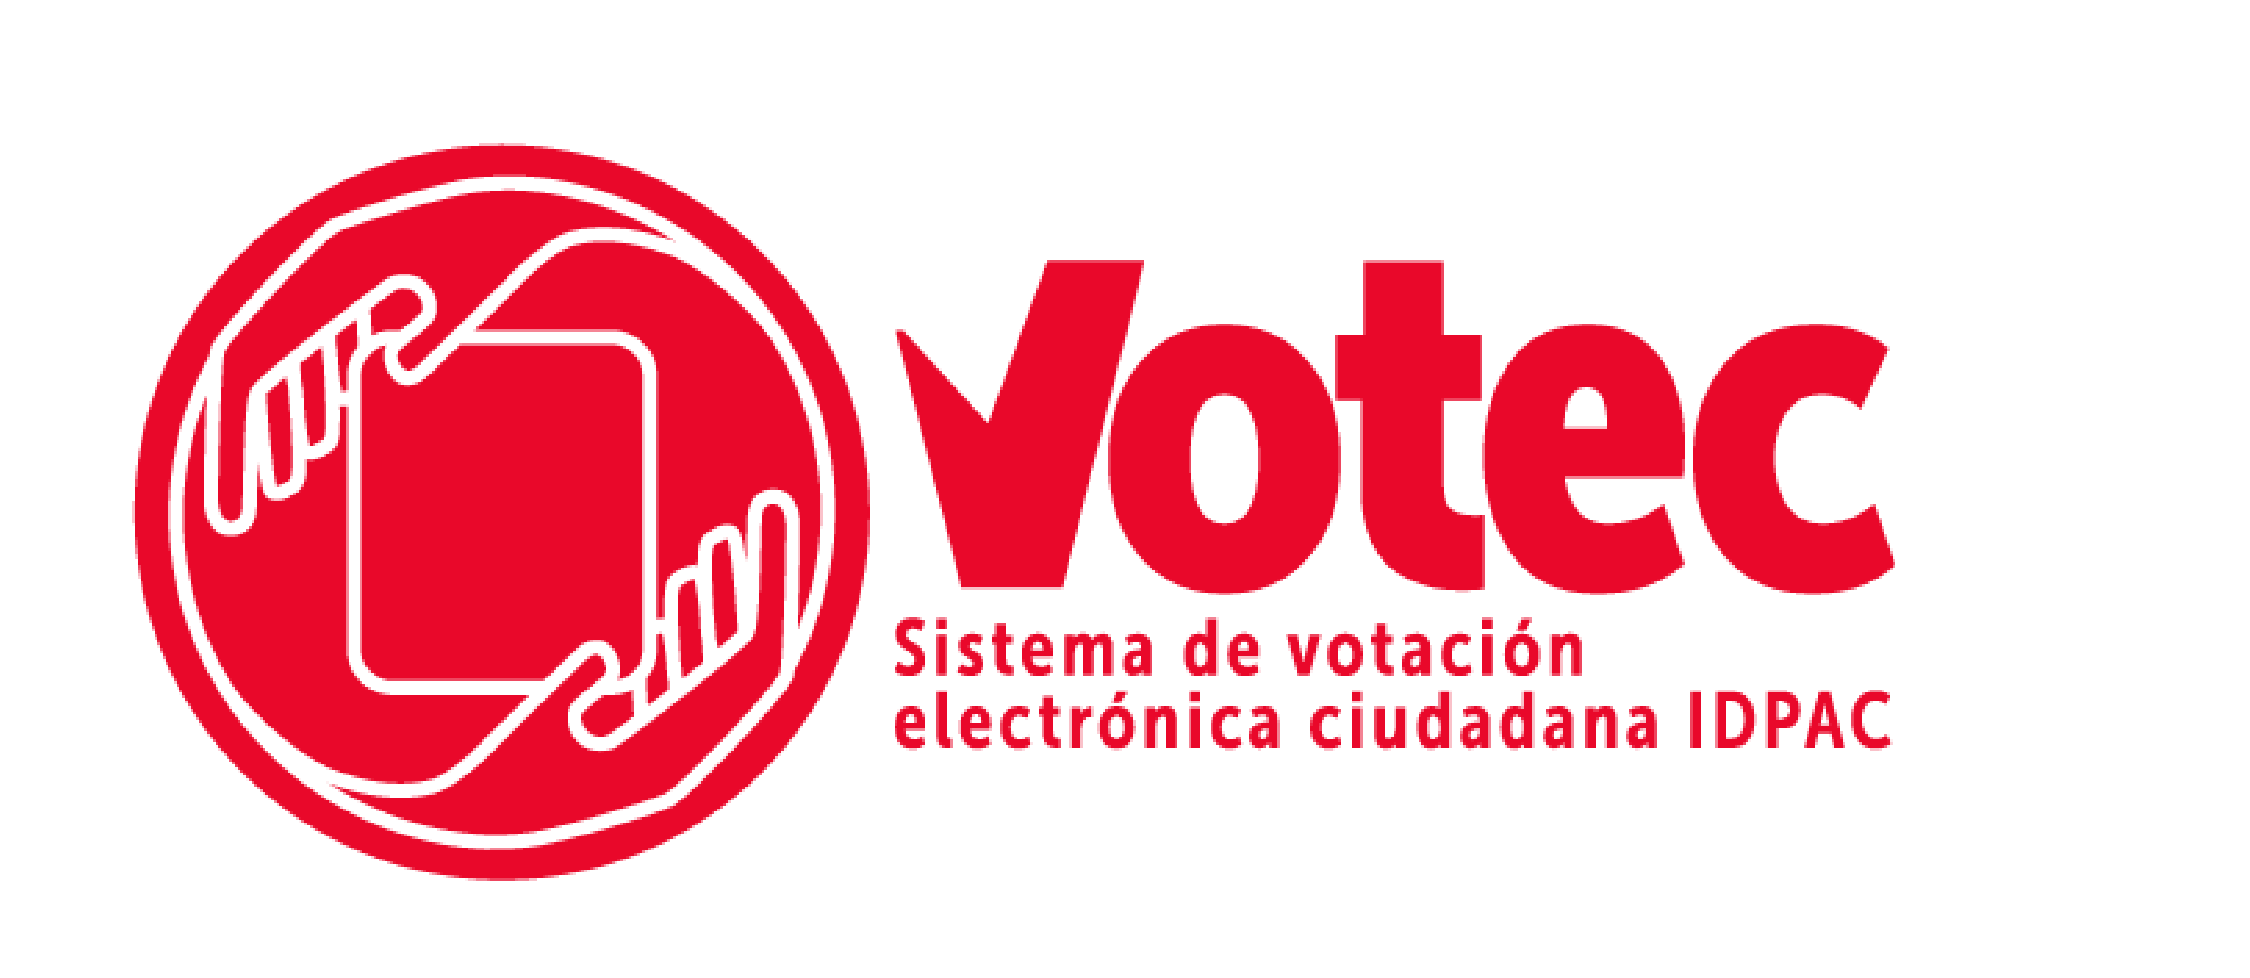 Votec
Sistema de votación
electrónica ciudadana IDPAC